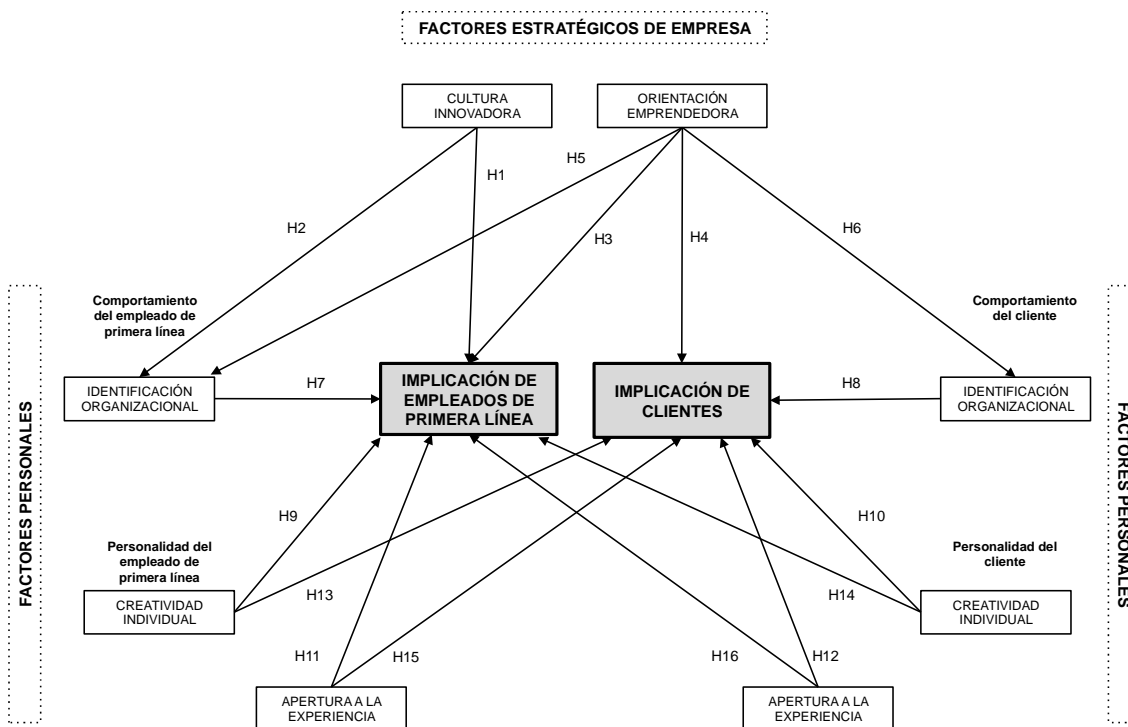 FACTORES ESTRATÉGICOS DE EMPRESA
CULTURA
INNOVADORA
ORIENTACIÓN
EMPRENDEDORA
H5
H1
H2
H3
H4
H6
Comportamiento
del empleado de
primera línea
Comportamiento
del cliente
IDENTIFICACIÓN
ORGANIZACIONAL
H7
IMPLICACIÓN DE
EMPLEADOS DE
PRIMERA LÍNEA
IMPLICACIÓN DE
CLIENTES
H8
IDENTIFICACIÓN
ORGANIZACIONAL
FACTORES PERSONALES
FACTORES PERSONALES
H9
H10
Personalidad del
empleado de
primera línea
Personalidad del
cliente
CREATIVIDAD
INDIVIDUAL
H13
H14
CREATIVIDAD
INDIVIDUAL
H11
H15
H16
H12
APERTURA A LA
EXPERIENCIA
APERTURA A LA
EXPERIENCIA